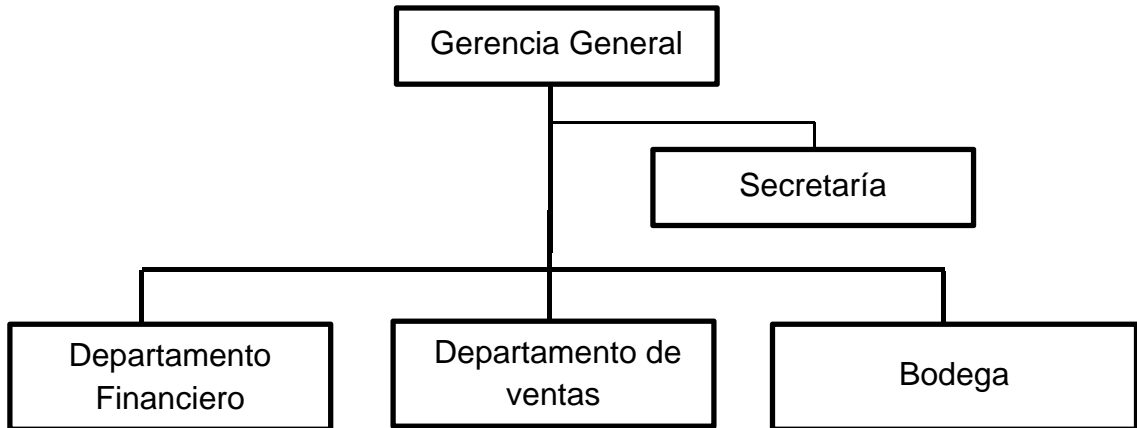 Gerencia General
Secretaría
Departamento
Financiero
Departamento de
ventas
Bodega